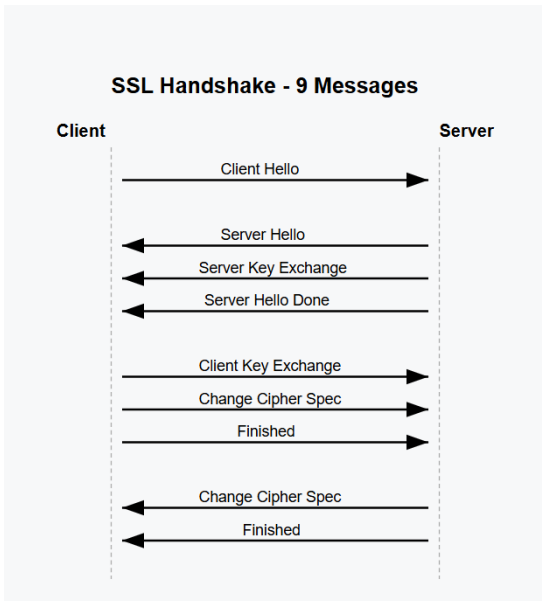 SSL Handshake - 9 Messages
Client
Server
Client Hello
Server Hello
Server Key Exchange
Server Hello Done
Client Key Exchange
Change Cipher Spec
Finished
Change Cipher Spec
Finished